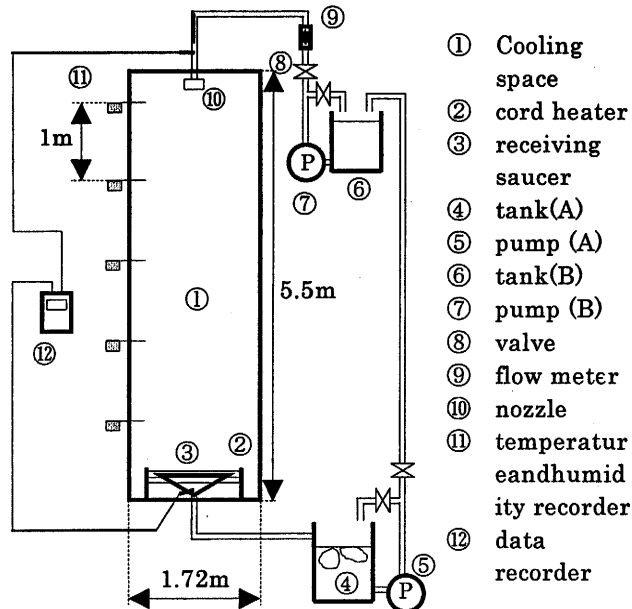 ⑨
⑧
⑪
⑩
1m
P
P
⑦
⑥
①
5.5m
⑫
③
②
④
⑤
1.72m
① Cooling
space
② cord heater
③ receiving
saucer
④ tank(A)
⑤ pump (A)
⑥ tank(B)
⑦ pump (B)
⑧ valve
⑨ flow meter
⑩ nozzle
⑪ temperatur
eandhumid
ity recorder
⑫ data
recorder